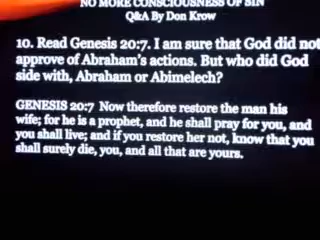 NO MORE CONSCIOUSNESS OF SIN
Q&A By Don Krow
10. Read Genesis 20:7. I am sure that God did not
approve of Abraham's actions. But who did God
side with, Abraham or Abimelech?
GENESIS 20:7 Now therefore restore the man his
wife; for he is a prophet, and he shall pray for you, and
you shall live; and if you restore her not, know that you
shall surely die, you, and all that are yours.